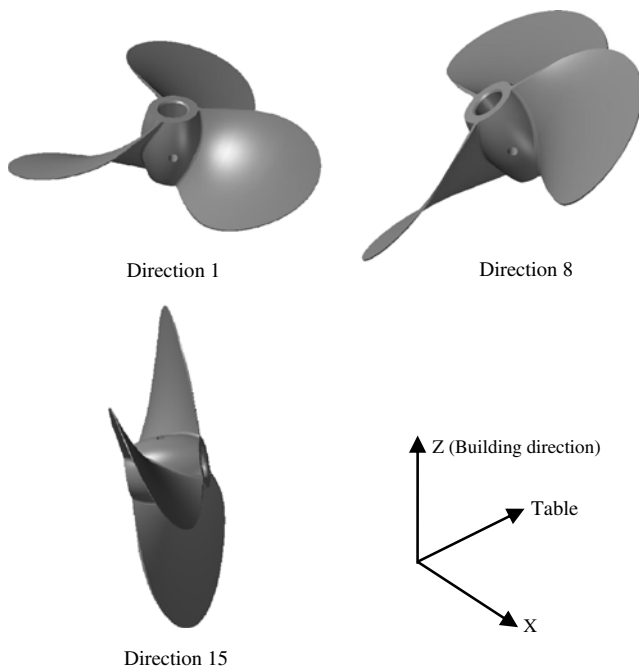 Direction 1
Direction 8
Z (Building direction)
Table
X
Direction 15